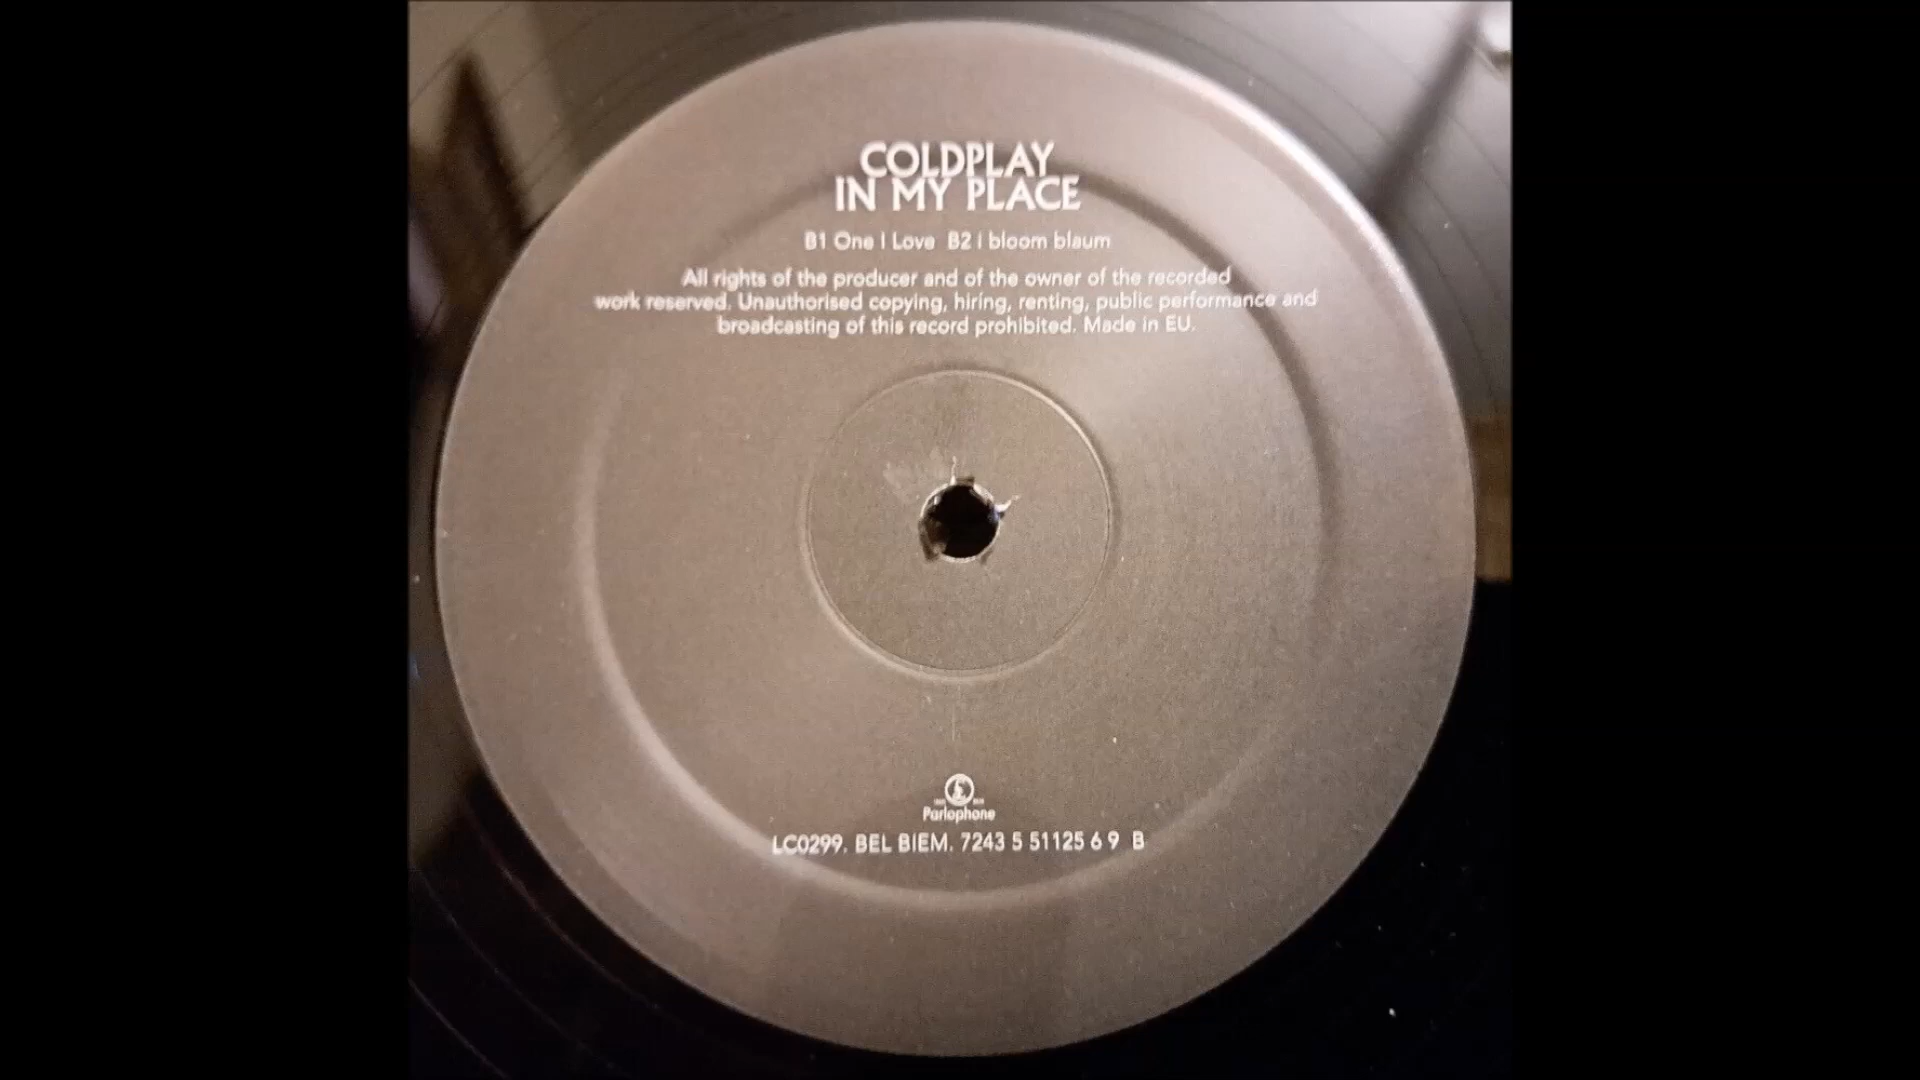 COLDPLAY
IN MY PLACE
B1 One I Love B2 i bloom blaum
All rights of the producer and of the owner of the recorded
work reserved. Unauthorised copying, hiring, renting, public performance and
broadcasting of this record prohibited. Made in EU.
£
Parlophone
LC0299. BEL BIEM. 7243 5 51125 6 9 B